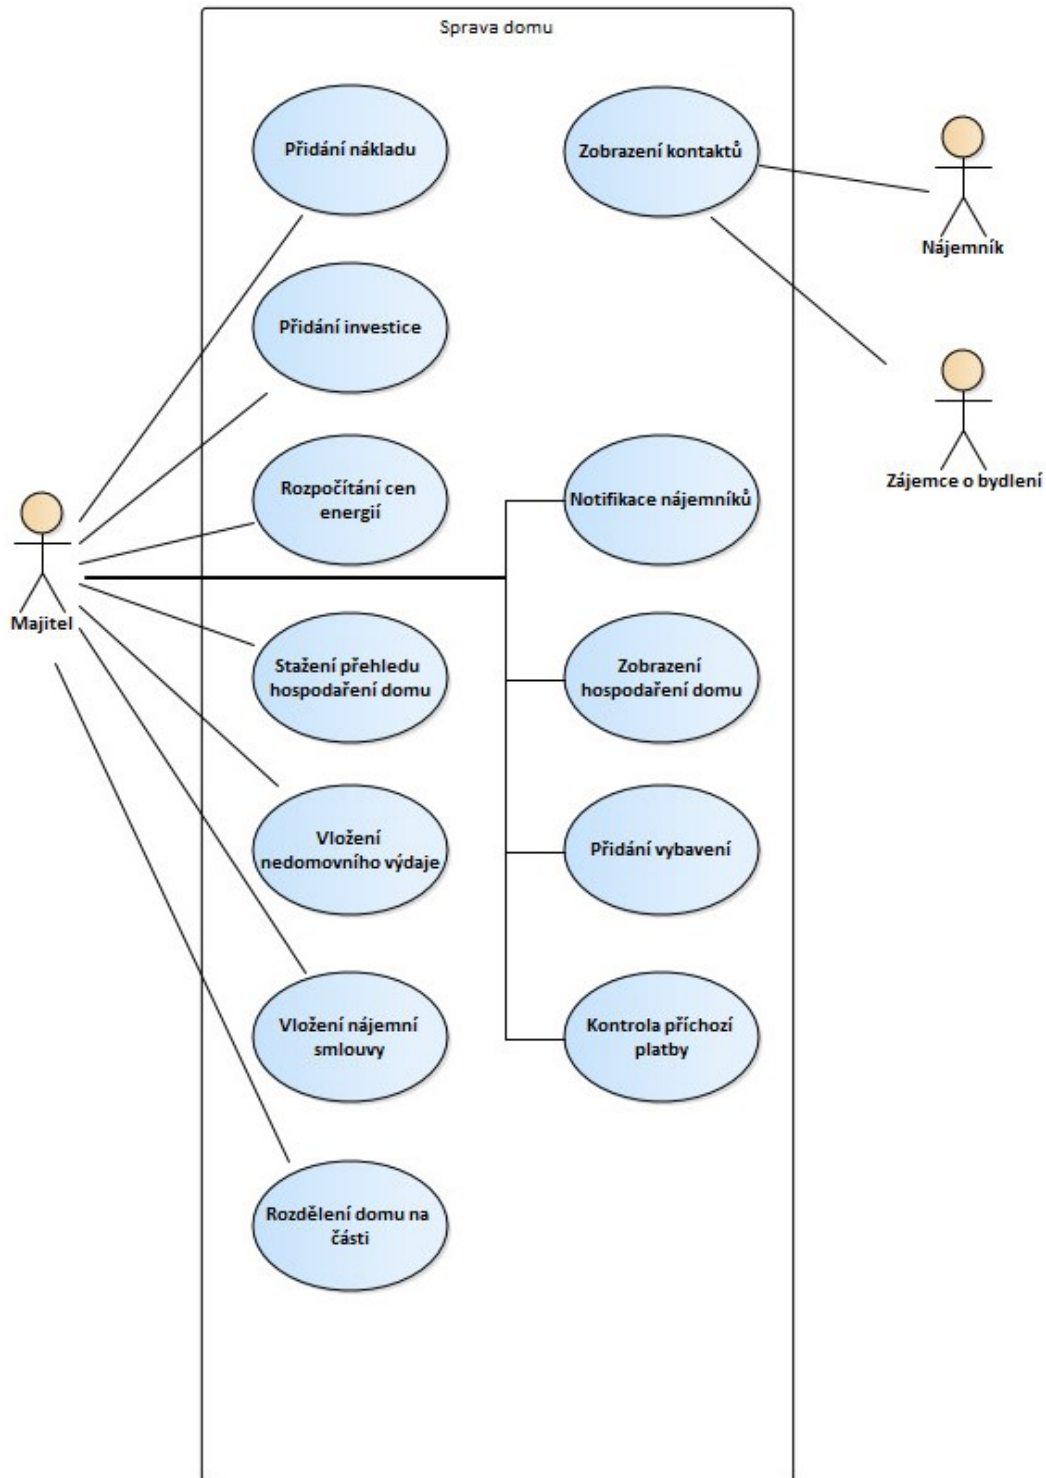 Sprava domu
Přidání nákladu
Zobrazení kontaktů
Nájemník
Přidání investice
Zájemce o bydlení
Rozpočítání cen
energií
Notifikace nájemníků
Majitel
Stažení přehledu
hospodaření domu
Zobrazení
hospodaření domu
Vložení
nedomovního výdaje
Přidání vybavení
Vložení nájemní
smlouvy
Kontrola příchozí
platby
Rozdělení domu na
části